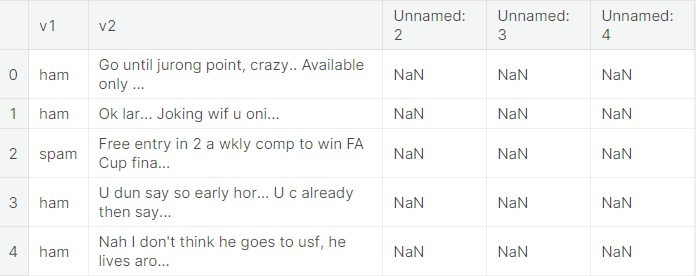 v1 v2 Unnamed: 2 Unnamed: 3 Unnamed: 4
0 ham Go until jurong point, crazy.. Available only ... NaN NaN NaN
1 ham Ok lar... Joking wif u oni... NaN NaN NaN
2 spam Free entry in 2 a wkly comp to win FA Cup fina... NaN NaN NaN
3 ham U dun say so early hor... U c already then say... NaN NaN NaN
4 ham Nah I don't think he goes to usf, he lives aro... NaN NaN NaN